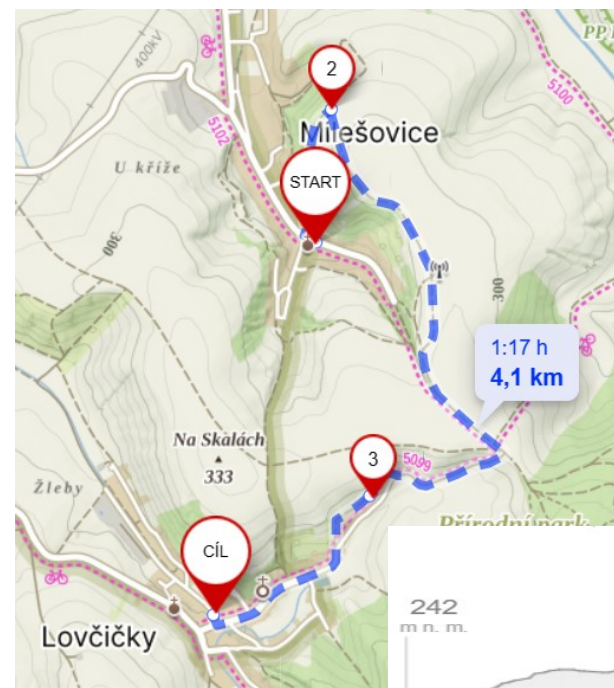 400kV
PP
2
5100
5102
Milešovice
U kříže
START
300
300
1:17 h
4,1 km
Na Skalách
333
5099
3
Žleby
Přírodní park
CÍL
242
m n. m.
Lovčičky